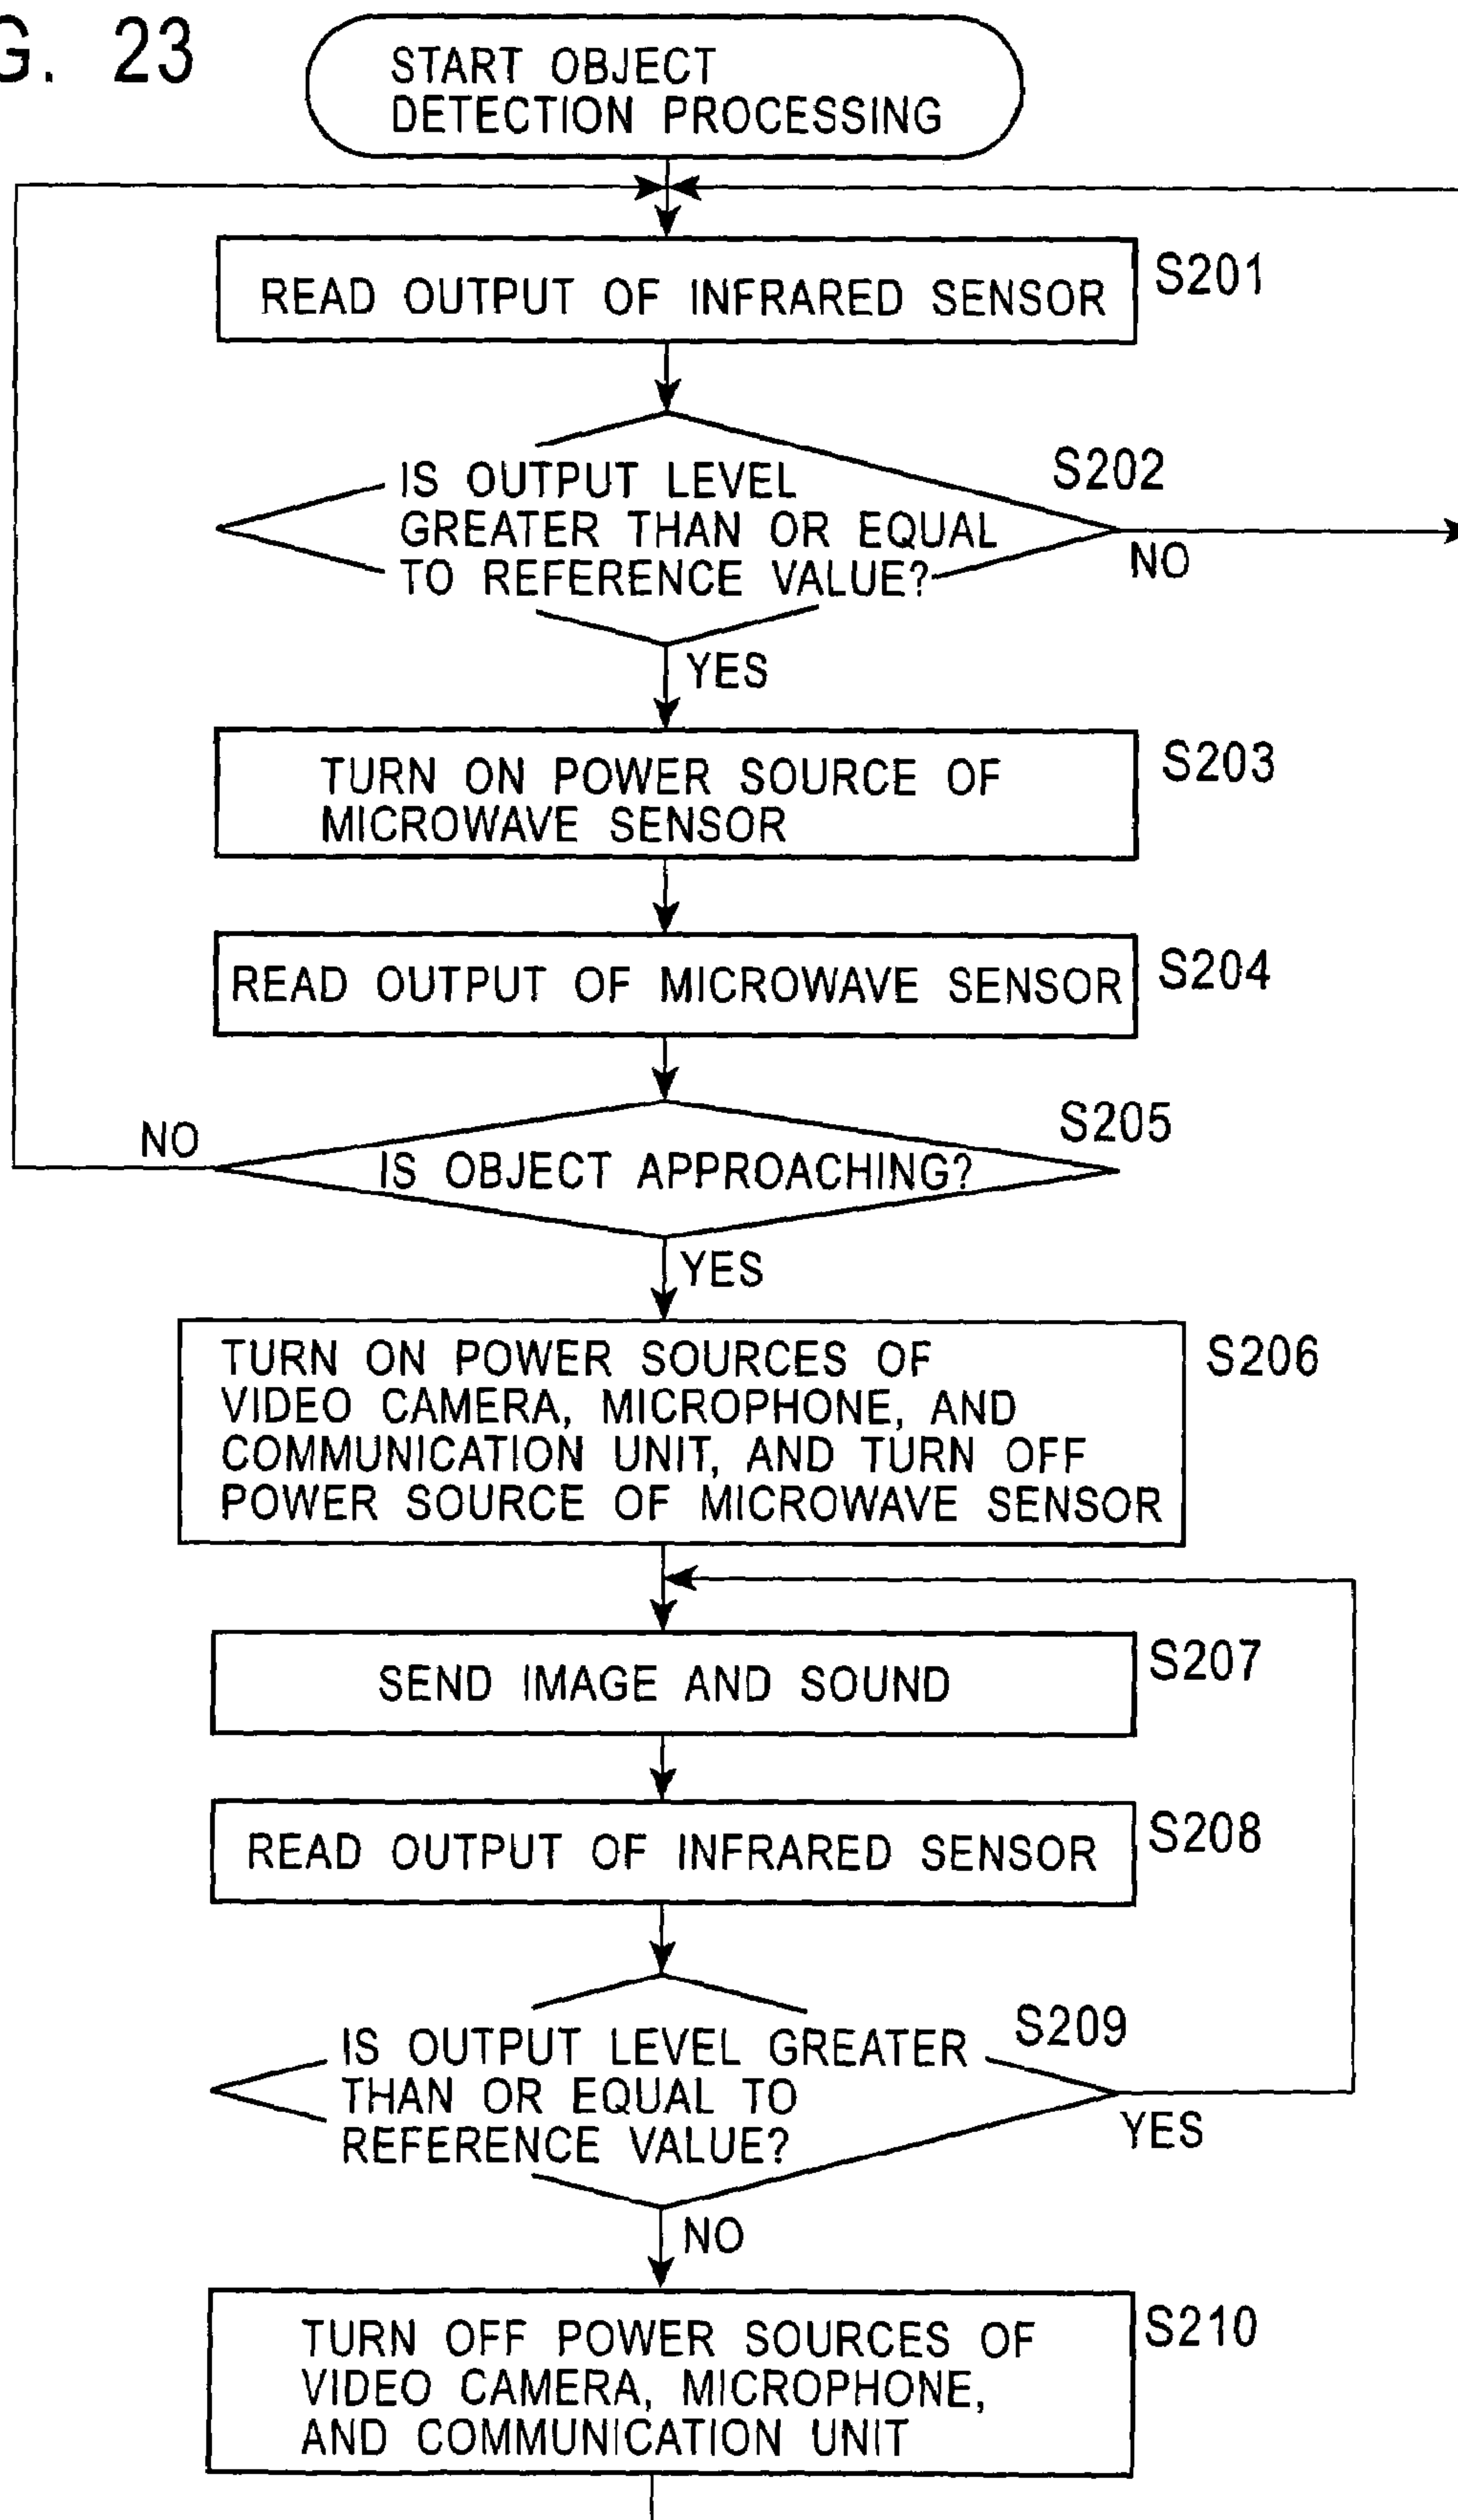 G. 23
START OBJECT
DETECTION PROCESSING
READ OUTPUT OF INFRARED SENSOR
S201
IS OUTPUT LEVEL
GREATER THAN OR EQUAL
TO REFERENCE VALUE?
S202
NO
YES
TURN ON POWER SOURCE OF
MICROWAVE SENSOR
S203
READ OUTPUT OF MICROWAVE SENSOR
S204
NO
IS OBJECT APPROACHING?
S205
YES
TURN ON POWER SOURCES OF
VIDEO CAMERA, MICROPHONE, AND
COMMUNICATION UNIT, AND TURN OFF
POWER SOURCE OF MICROWAVE SENSOR
S206
SEND IMAGE AND SOUND
S207
READ OUTPUT OF INFRARED SENSOR
S208
IS OUTPUT LEVEL GREATER
THAN OR EQUAL TO
REFERENCE VALUE?
S209
YES
NO
TURN OFF POWER SOURCES OF
VIDEO CAMERA, MICROPHONE,
AND COMMUNICATION UNIT
S210